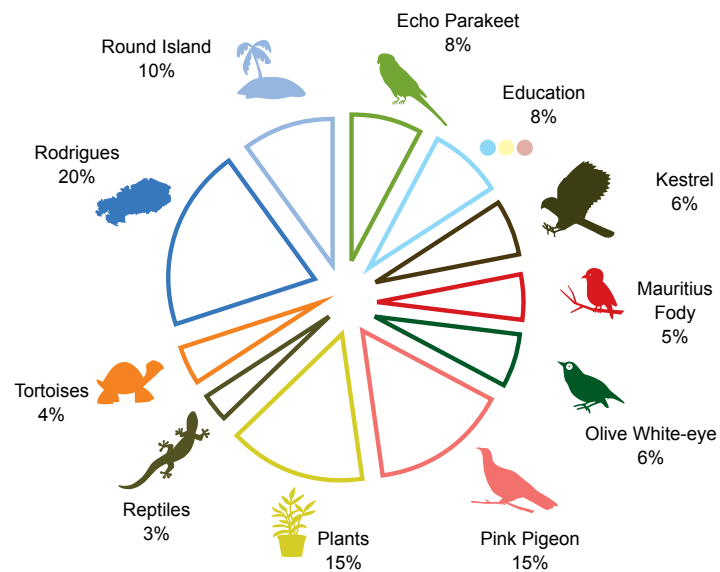 Echo Parakeet
8%
Education
8%
Kestrel
6%
Mauritius
Fody
5%
Olive White-eye
6%
Pink Pigeon
15%
Plants
15%
Reptiles
3%
Tortoises
4%
Rodrigues
20%
Round Island
10%